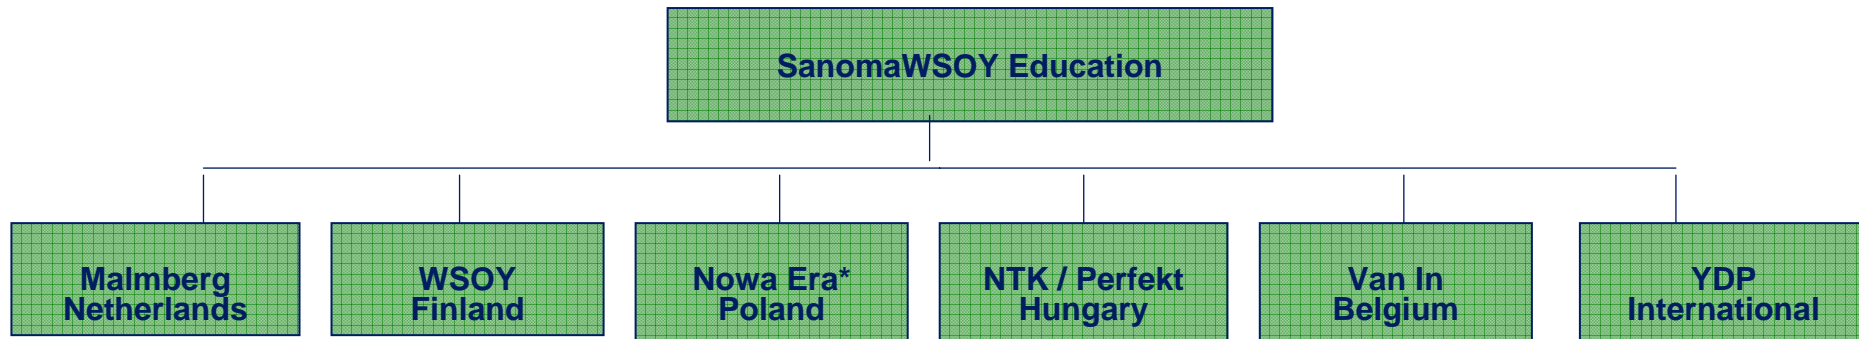 SanomaWSOY Education
Malmberg
Netherlands
WSOY
Finland
Nowa Era*
Poland
NTK / Perfekt
Hungary
Van In
Belgium
YDP
International